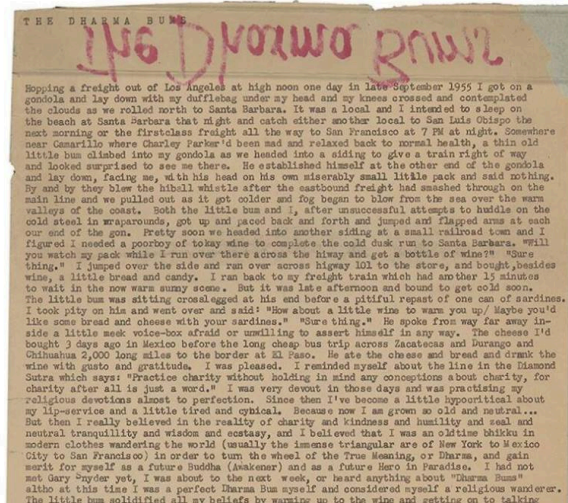 THE DHARMA BUMS
The Dharma Bums
Hopping a freight out of Los Angeles at high noon one day in late September 1955 I got on a
gondola and lay down with my dufflebag under my head and my knees crossed and contemplated
the clouds as we rolled north to Santa Barbara. It was a local and I intended to sleep on
the beach at Santa Barbara that night and catch either another local to San Luis Obispo the
next morning or the firstclass freight all the way to San Francisco at 7 PM at night. Somewhere
near Camarillo where Charley Parker'd been mad and relaxed back to normal health, a thin old
little bum climbed into my gondola as we headed into a siding to give a train right of way
and looked surprised to see me there. He established himself at the other end of the gondola
and lay down, facing me, with his head on his own miserably small little pack and said nothing.
By and by they blew the hiball whistle after the eastbound freight had smashed through on the
main line and we pulled out as it got colder and fog began to blow from the sea over the warm
valleys of the coast. Both the little bum and I, after unsuccessful attempts to huddle on the
cold steel in wraparounds, got up and paced back and forth and jumped and flapped arms at each
our end of the gon. Pretty soon we headed into another siding at a small railroad town and I
figured I needed a poorboy of tokay wine to complete the cold dusk run to Santa Barbara. "Will
you watch my pack while I run over there across the hiway and get a bottle of wine?" "Sure
thing." I jumped over the side and ran across higway 101 to the store, and bought,besides
wine, a little bread and candy. I ran back to my freight train which had another 15 minutes
to wait in the now warm sunny scene. But it was late afternoon and bound to get cold soon.
The little bum was sitting crosslegged at his end before a pitiful repast of one can of sardines.
I took pity on him and went over and said: "How about a little wine to warm you up/ Maybe you'd
like some bread and cheese with your sardines." "Sure thing." He spoke from way far away in-
side a little meek voice-box afraid or unwilling to assert himself in any way. The cheese I'd
bought 3 days ago in Mexico before the long cheap bus trip across Zacatecas and Durango and
Chihuahua 2,000 long miles to the border at El Paso. He ate the cheese and bread and drank the
wine with gusto and gratitude. I was pleased. I reminded myself about the line in the Diamond
Sutra which says: "Practice charity without holding in mind any conceptions about charity, for
charity after all is just a word." I was very devout in those days and was practising my
religious devotions almost to perfection. Since then I've become a little hypocritical about
my lip-service and a little tired and cybical. Because now I am grown so old and neutral...
But then I really believed in the reality of charity and kindness and humility and seal and
neutral tranquillity and wisdom and ecstasy, and I believed that I was an oldtime bhikku in
modern clothes wandering the world (usually the immense triangular arc of New York to Mexico
City to San Francisco) in order to turn the wheel of the True Meaning, or Dharma, and gain
merit for myself as a future Buddha (Awakener) and as a future Hero in Paradise. I had not
met Gary Snyder yet, I was about to the next week, or heard anything about "Dharma Bums"
altho at this time I was a perfect Dharma Bum myself and considered myself a religious wanderer.
The little bum solidified all my beliefs by warming up to the wine and getting on to talking